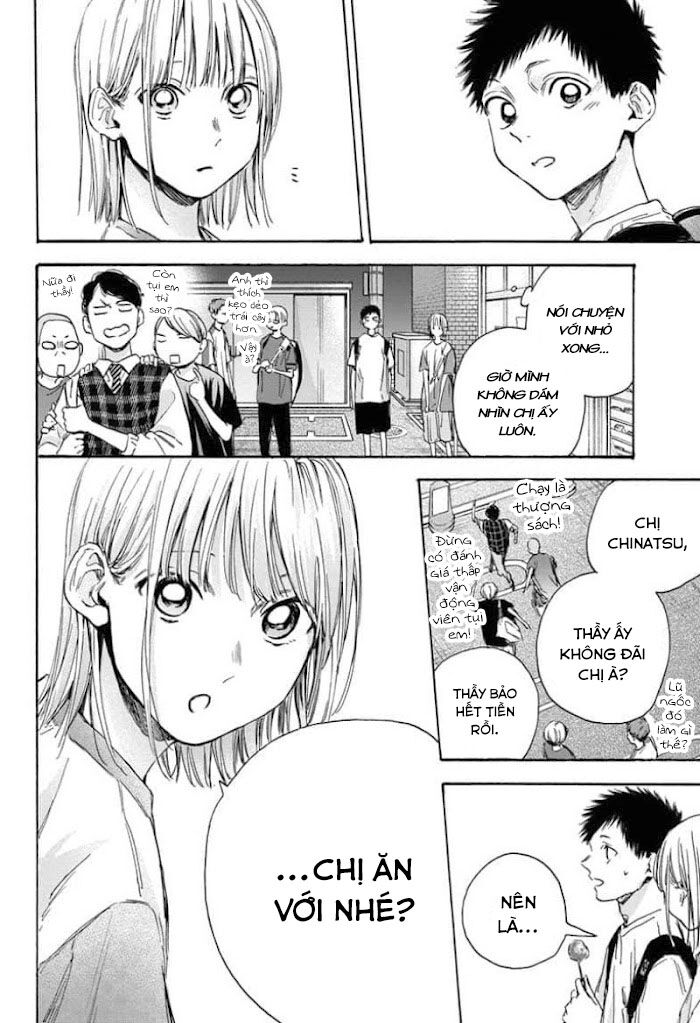 NÓI CHUYỆN
VỚI NHỎ
XONG...
GIỜ MÌNH
KHÔNG DÁM
NHÌN CHỊ ẤY
LUÔN.
Anh thì
thích
kẹo dẻo
trái cây
hơn.
Vậy
à?
Còn
tụi em
thì
sao?
Nữa đi
thầy!
CHỊ
CHINATSU,
THẦY ẤY
KHÔNG ĐÃI
CHỊ À?
Chạy là
thượng
sách!
Đừng
có đánh
giá thấp
vận
động
viên tụi
em!
THẦY BẢO
HẾT TIỀN
RỒI.
Lũ
ngốc
đó
làm gì
thế?
NÊN
LÀ...
...CHỊ ĂN
VỚI NHÉ?